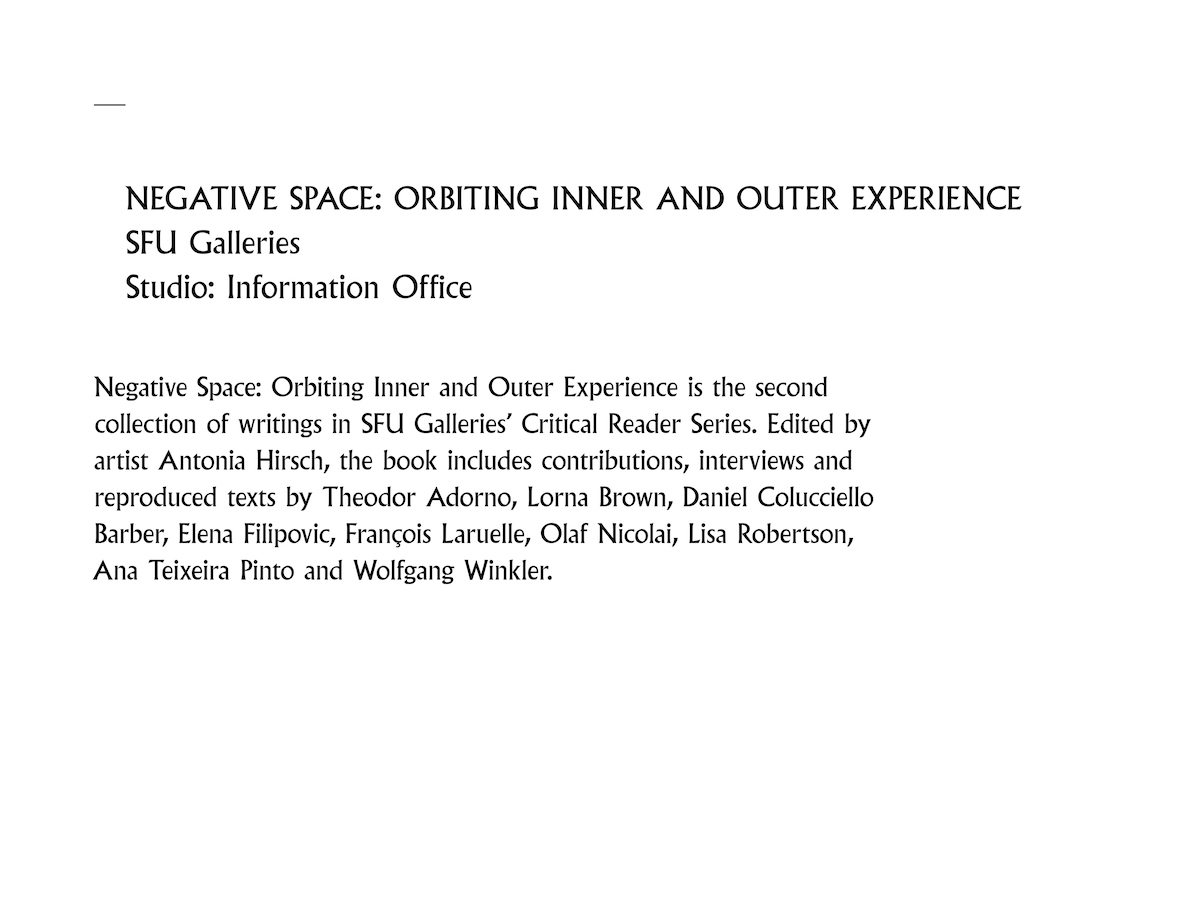 NEGATIVE SPACE: ORBITING INNER AND OUTER EXPERIENCE
SFU Galleries
Studio: Information Office
Negative Space: Orbiting Inner and Outer Experience is the second
collection of writings in SFU Galleries’ Critical Reader Series. Edited by
artist Antonia Hirsch, the book includes contributions, interviews and
reproduced texts by Theodor Adorno, Lorna Brown, Daniel Colucciello
Barber, Elena Filipovic, François Laruelle, Olaf Nicolai, Lisa Robertson,
Ana Teixeira Pinto and Wolfgang Winkler.